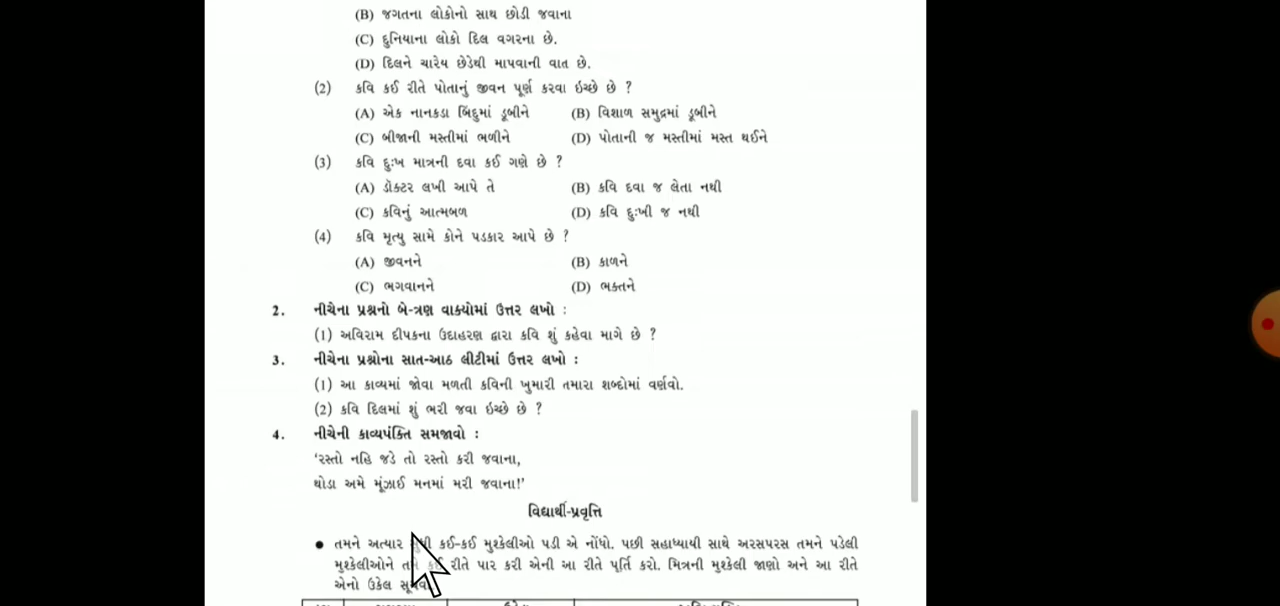 (B) જગતના લોકોનો સાથ છોડી જવાના
(C) દુનિયાના લોકો દિલ વગરના છે.
(D) દિલને ચારેય છેડેથી માપવાની વાત છે.
(2) કવિ કઈ રીતે પોતાનું જીવન પૂર્ણ કરવા ઇચ્છે છે ?
(A) એક નાનકડા બિંદુમાં ડૂબીને (B) વિશાળ સમુદ્રમાં ડૂબીને
(C) બીજાની મસ્તીમાં ભળીને (D) પોતાની જ મસ્તીમાં મસ્ત થઈને
(3) કવિ દુઃખ માત્રની દવા કઈ ગણે છે ?
(A) ડૉક્ટર લખી આપે તે (B) કવિ દવા જ લેતા નથી
(C) કવિનું આત્મબળ (D) કવિ દુઃખી જ નથી
(4) કવિ મૃત્યુ સામે કોને પડકાર આપે છે ?
(A) જીવનને (B) કાળને
(C) ભગવાનને (D) ભક્તને
2. નીચેના પ્રશ્નનો બે-ત્રણ વાક્યોમાં ઉત્તર લખો :
(1) અવિરામ દીપકના ઉદાહરણ દ્વારા કવિ શું કહેવા માગે છે ?
3. નીચેના પ્રશ્નોના સાત-આઠ લીટીમાં ઉત્તર લખો :
(1) આ કાવ્યમાં જોવા મળતી કવિની ખુમારી તમારા શબ્દોમાં વર્ણવો.
(2) કવિ દિલમાં શું ભરી જવા ઇચ્છે છે ?
4. નીચેની કાવ્યપંક્તિ સમજાવો :
‘રસ્તો નહિ જડે તો રસ્તો કરી જવાના,
થોડા અમે મૂંઝાઈ મનમાં મરી જવાના!’
વિદ્યાર્થી-પ્રવૃત્તિ
● તમને અત્યાર કઈ-કઈ મુશ્કેલીઓ પડી એ નોંધો. પછી સહાધ્યાયી સાથે અરસપરસ તમને પડેલી
મુશ્કેલીઓને રીતે પાર કરી એની આ રીતે પૂર્તિ કરો. મિત્રની મુશ્કેલી જાણો અને આ રીતે
એનો ઉકેલ